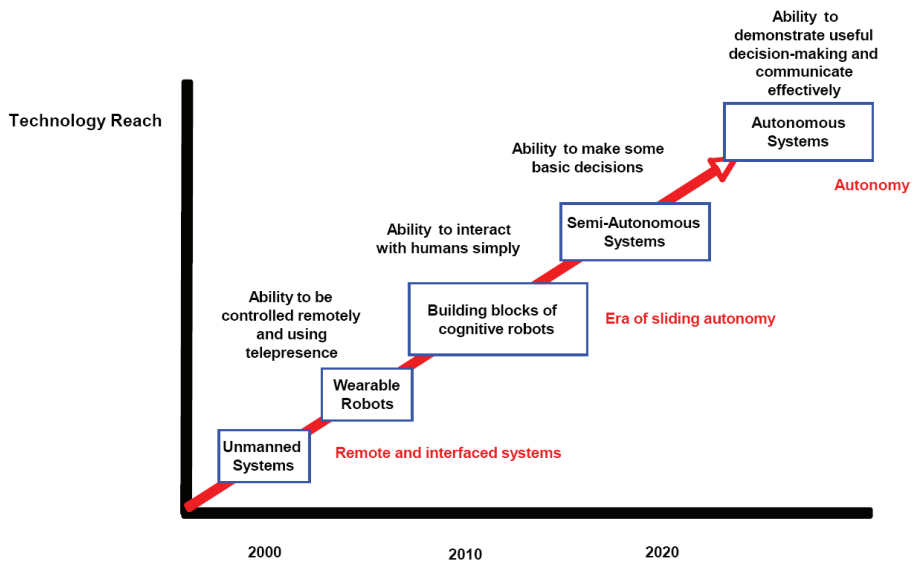 Ability to
demonstrate useful
decision-making and
communicate
effectively
Technology Reach
Autonomous
Systems
Ability to make some
basic decisions
Autonomy
Semi-Autonomous
Systems
Ability to interact
with humans simply
Ability to be
controlled remotely
and using
telepresence
Building blocks of
cognitive robots
Era of sliding autonomy
Wearable
Robots
Unmanned
Systems
Remote and interfaced systems
2000
2010
2020